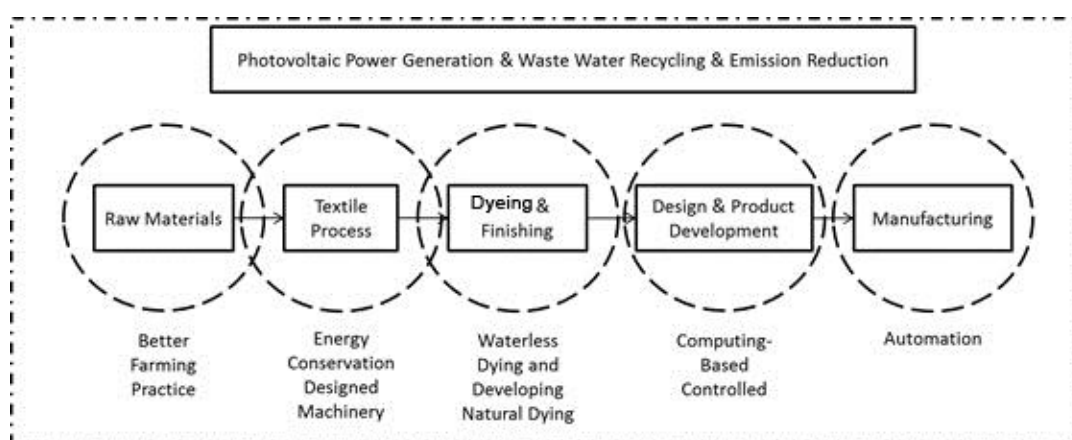 Photovoltaic Power Generation & Waste Water Recycling & Emission Reduction
Raw Materials
Textile
Process
Dyeing &
Finishing
Design & Product
Development
Manufacturing
Better
Farming
Practice
Energy
Conservation
Designed
Machinery
Waterless
Dying and
Developing
Natural Dying
Computing-
Based
Controlled
Automation